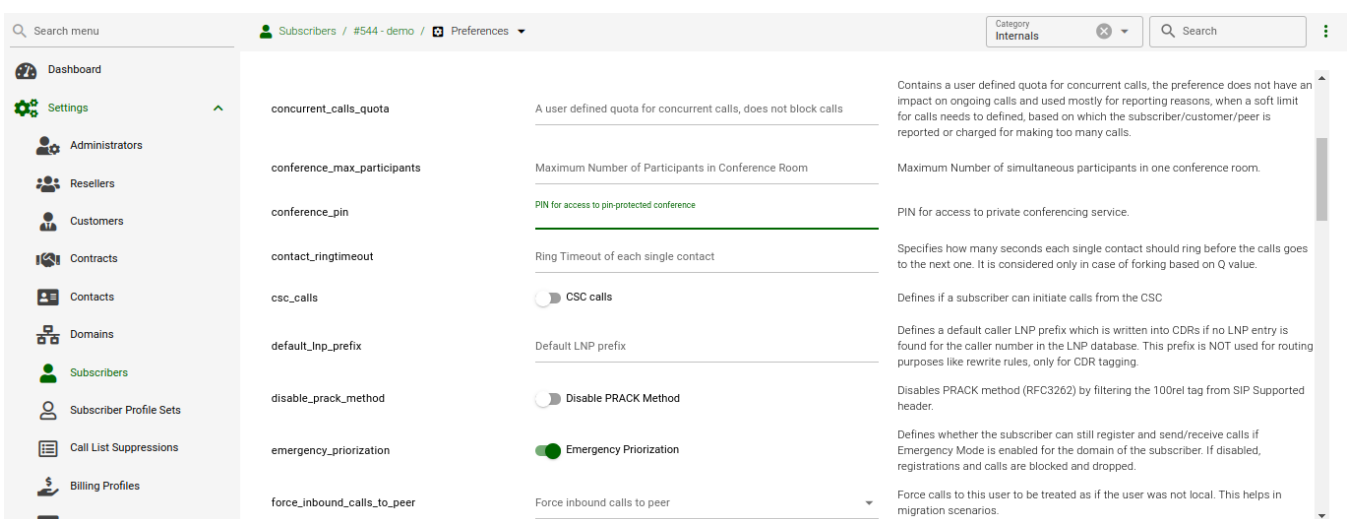 Search menu
Subscribers / #544 - demo / Preferences
Category
Internals
Search
Dashboard
Settings
Administrators
Resellers
Customers
Contracts
Contacts
Domains
Subscribers
Subscriber Profile Sets
Call List Suppressions
Billing Profiles
concurrent_calls_quota
A user defined quota for concurrent calls, does not block calls
Contains a user defined quota for concurrent calls, the preference does not have an
impact on ongoing calls and used mostly for reporting reasons, when a soft limit
for calls needs to defined, based on which the subscriber/customer/peer is
reported or charged for making too many calls.
conference_max_participants
Maximum Number of Participants in Conference Room
Maximum Number of simultaneous participants in one conference room.
conference_pin
PIN for access to pin-protected conference
PIN for access to private conferencing service.
contact_ringtimeout
Ring Timeout of each single contact
Specifies how many seconds each single contact should ring before the calls goes
to the next one. It is considered only in case of forking based on Q value.
csc_calls
CSC calls
Defines if a subscriber can initiate calls from the CSC
default_lnp_prefix
Default LNP prefix
Defines a default caller LNP prefix which is written into CDRs if no LNP entry is
found for the caller number in the LNP database. This prefix is NOT used for routing
purposes like rewrite rules, only for CDR tagging.
disable_prack_method
Disable PRACK Method
Disables PRACK method (RFC3262) by filtering the 100rel tag from SIP Supported
header.
emergency_priorization
Emergency Priorization
Defines whether the subscriber can still register and send/receive calls if
Emergency Mode is enabled for the domain of the subscriber. If disabled,
registrations and calls are blocked and dropped.
force_inbound_calls_to_peer
Force inbound calls to peer
Force calls to this user to be treated as if the user was not local. This helps in
migration scenarios.